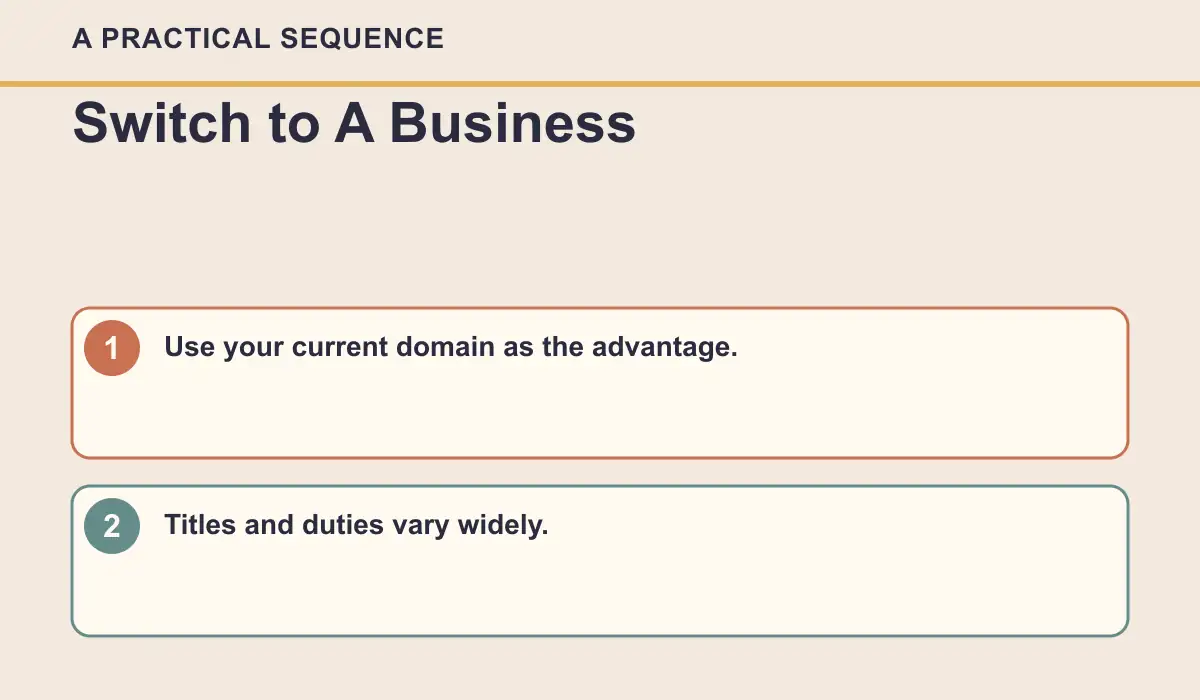 A PRACTICAL SEQUENCE
Switch to A Business
1 Use your current domain as the advantage.
2 Titles and duties vary widely.